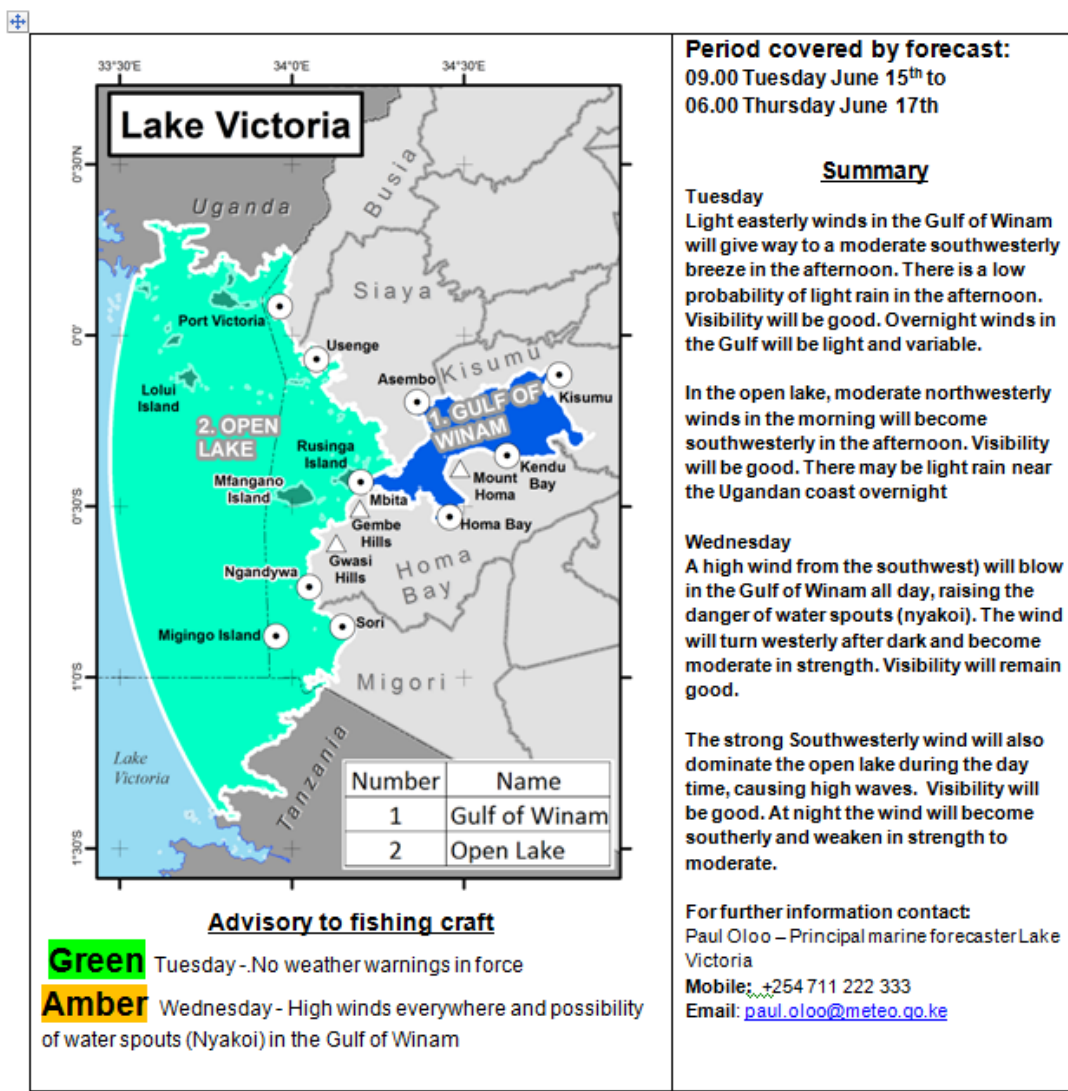 33°30'E 34°0'E 34°30'E
Lake Victoria
0°30'N
Uganda
Busia
Siaya
Port Victoria
0°0'
Usenge
Kisumu
Asembo
Kisumu
Lolui
Island
1. GULF OF
WINAM
2. OPEN
LAKE
Rusinga
Island
Kendu
Bay
Mount
Homa
Mfangano
Island
Mbita
0°30'S
Homa Bay
Gembe
Hills
Gwasi
Hills
Homa
Bay
Ngandywa
Sori
Migingo Island
1°0'S
Migori
Lake
Victoria
Tanzania
Number Name
1 Gulf of Winam
2 Open Lake
1°30'S
Advisory to fishing craft
Green Tuesday -.No weather warnings in force
Amber Wednesday - High winds everywhere and possibility
of water spouts (Nyakoi) in the Gulf of Winam
Period covered by forecast:
09.00 Tuesday June 15th to
06.00 Thursday June 17th
Summary
Tuesday
Light easterly winds in the Gulf of Winam
will give way to a moderate southwesterly
breeze in the afternoon. There is a low
probability of light rain in the afternoon.
Visibility will be good. Overnight winds in
the Gulf will be light and variable.
In the open lake, moderate northwesterly
winds in the morning will become
southwesterly in the afternoon. Visibility
will be good. There may be light rain near
the Ugandan coast overnight
Wednesday
A high wind from the southwest) will blow
in the Gulf of Winam all day, raising the
danger of water spouts (nyakoi). The wind
will turn westerly after dark and become
moderate in strength. Visibility will remain
good.
The strong Southwesterly wind will also
dominate the open lake during the day
time, causing high waves. Visibility will
be good. At night the wind will become
southerly and weaken in strength to
moderate.
For further information contact:
Paul Oloo – Principal marine forecaster Lake
Victoria
Mobile: +254 711 222 333
Email: paul.oloo@meteo.go.ke